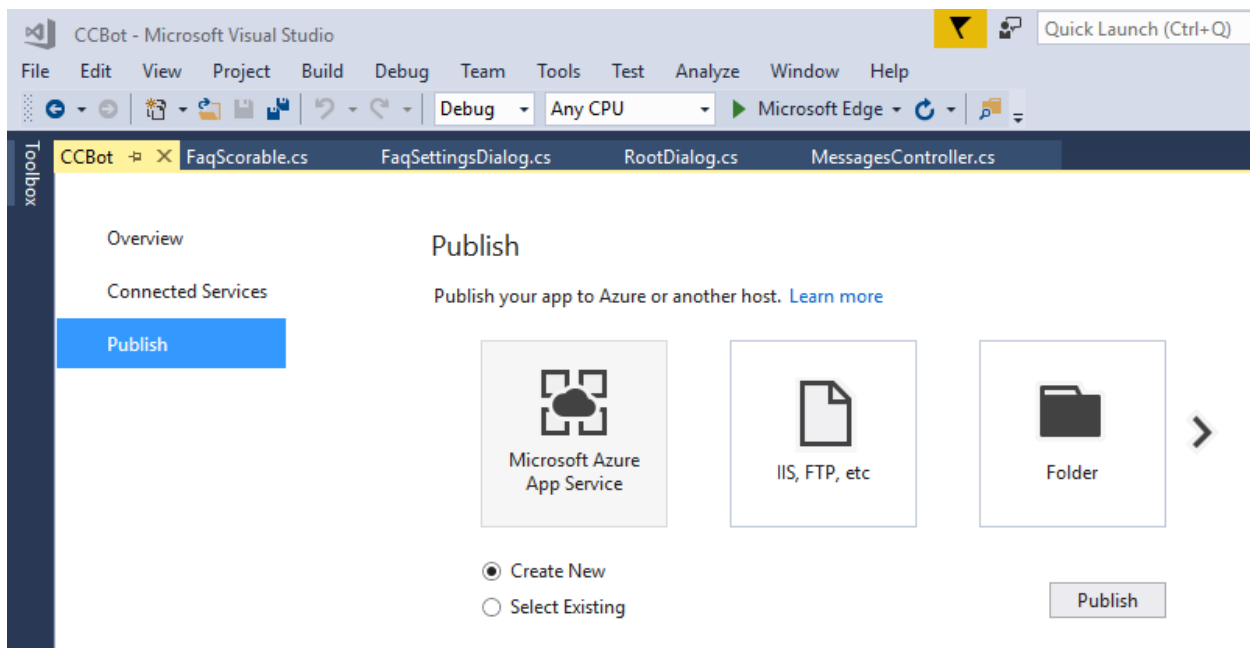 CCBot - Microsoft Visual Studio
Quick Launch (Ctrl+Q)
File Edit View Project Build Debug Team Tools Test Analyze Window Help
Debug Any CPU Microsoft Edge
Toolbox
CCBot FaqScorable.cs FaqSettingsDialog.cs RootDialog.cs MessagesController.cs
Overview
Connected Services
Publish
Publish
Publish your app to Azure or another host. Learn more
Microsoft Azure
App Service
IIS, FTP, etc
Folder
Create New
Select Existing
Publish